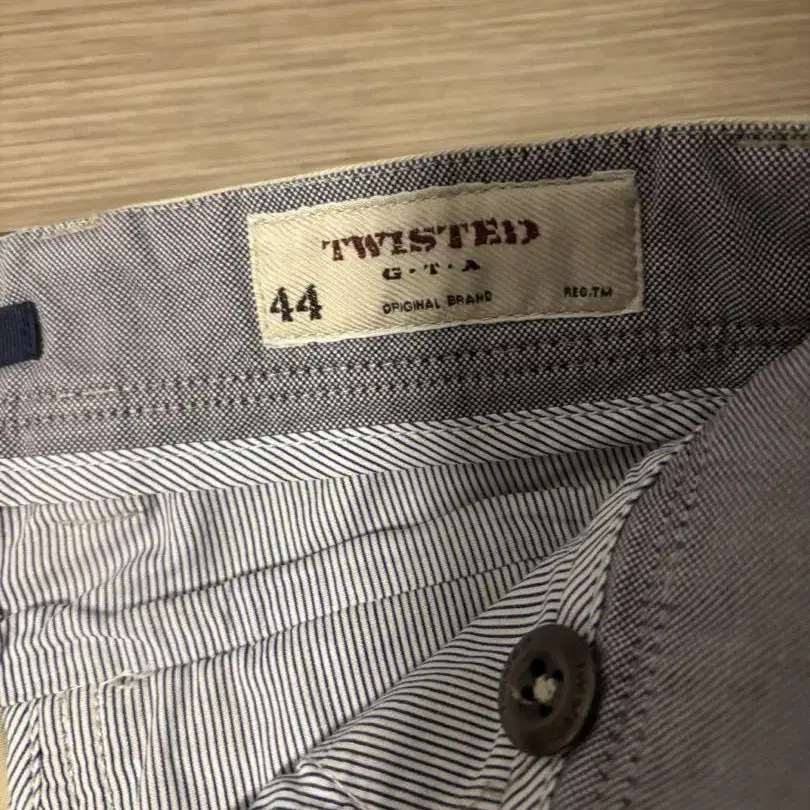 TWISTED
G·T·A
44 ORIGINAL BRAND REG.TM